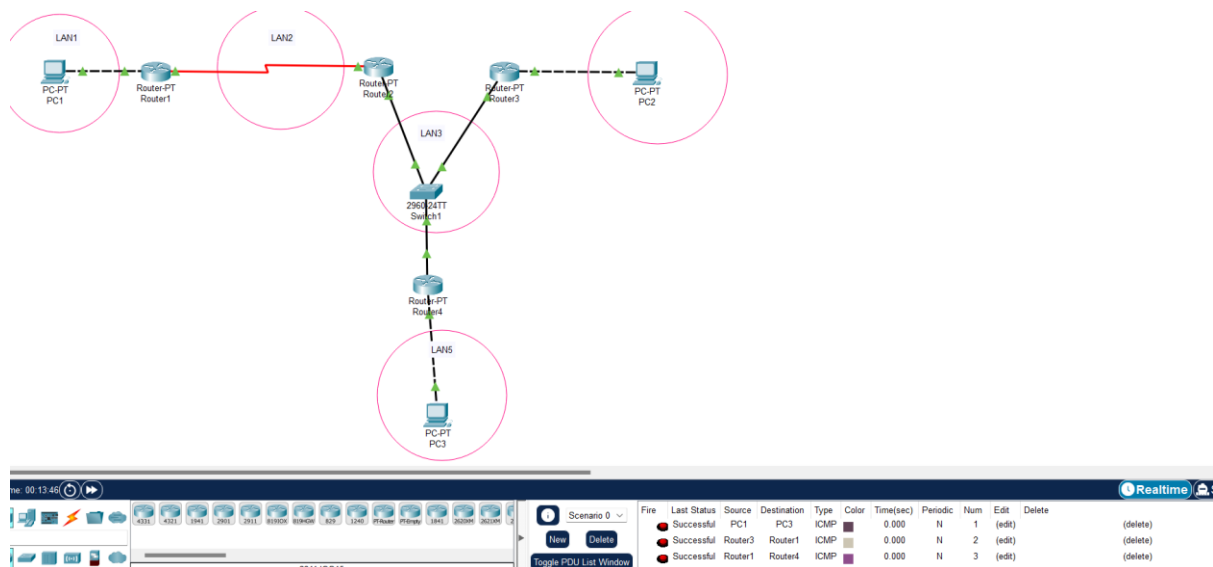 LAN1
LAN2
PC-PT
PC1
Router-PT
Router1
Router-PT
Router2
Router-PT
Router3
PC-PT
PC2
LAN3
2960-24TT
Switch1
Router-PT
Router4
LAN5
PC-PT
PC3
me: 00:13:46
Realtime
4331 4321 1941 2901 2911 819IOX 819HGW 829 1240 PT-Router PT-Empty 1841 2620XM 2621XM
Scenario 0
New Delete
Toggle PDU List Window
Fire Last Status Source Destination Type Color Time(sec) Periodic Num Edit Delete
Successful PC1 PC3 ICMP 0.000 N 1 (edit) (delete)
Successful Router3 Router1 ICMP 0.000 N 2 (edit) (delete)
Successful Router1 Router4 ICMP 0.000 N 3 (edit) (delete)